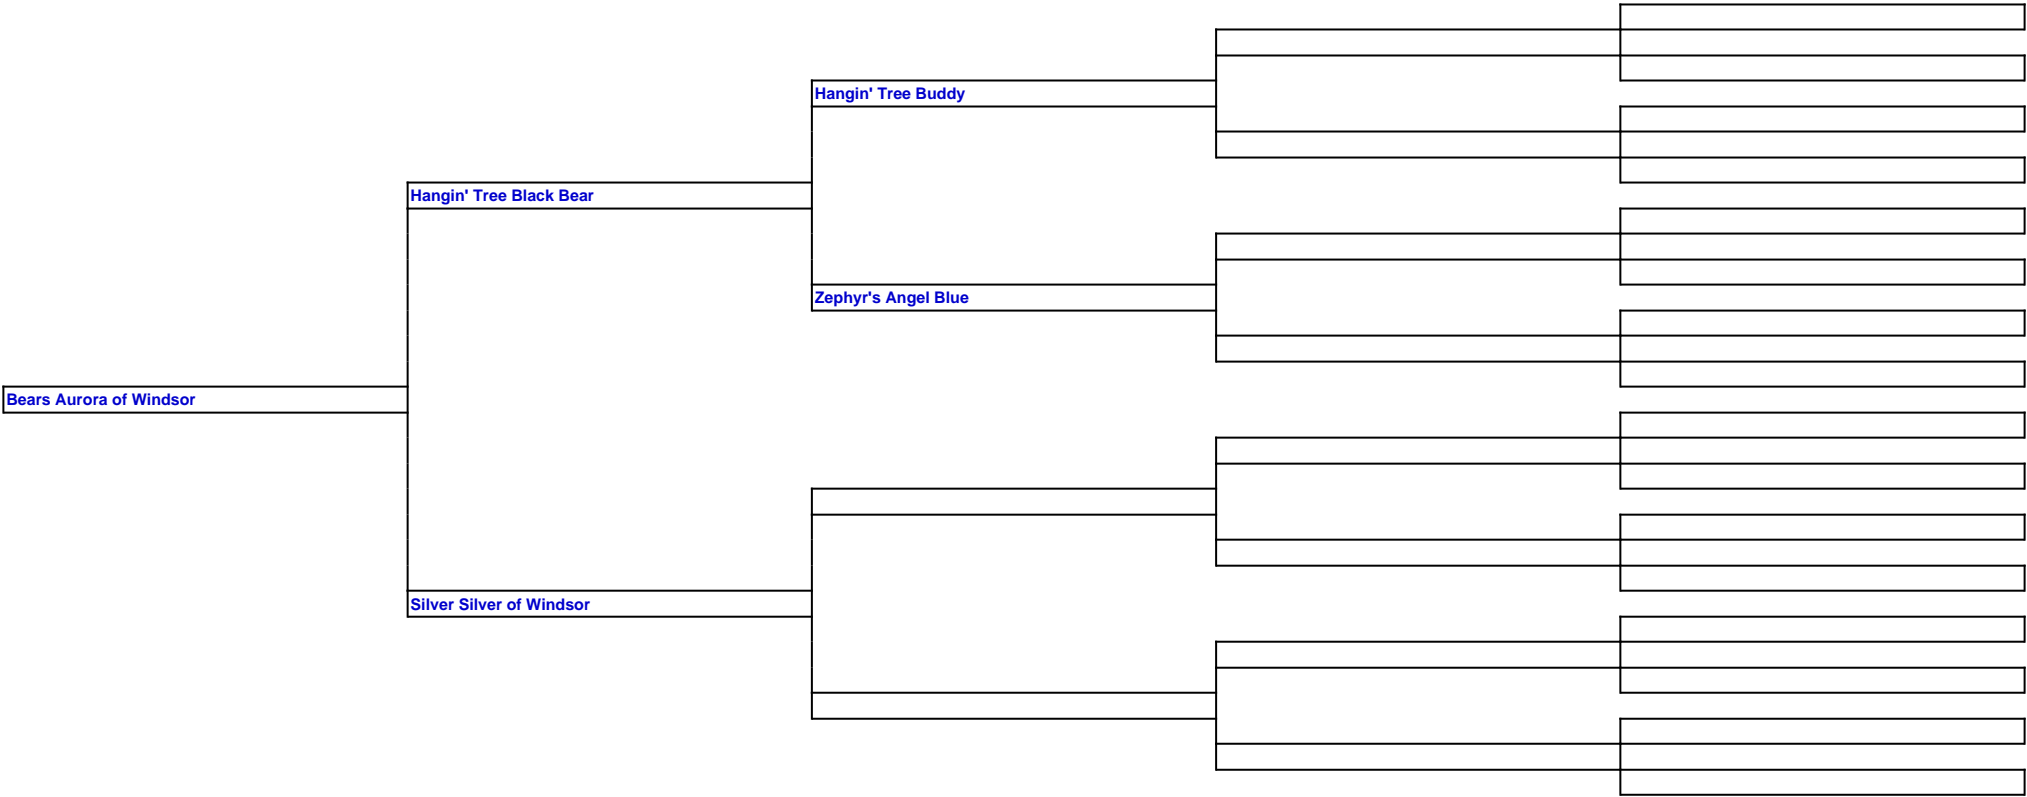 Hangin' Tree Buddy
Hangin' Tree Black Bear
Zephyr's Angel Blue
Bears Aurora of Windsor
Silver Silver of Windsor